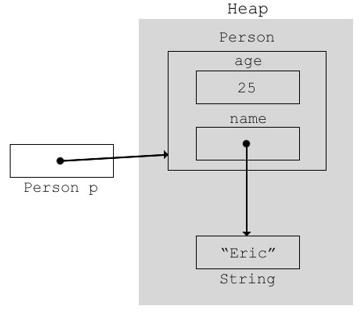 Heap
Person
age
25
name
Person p
“Eric”
String